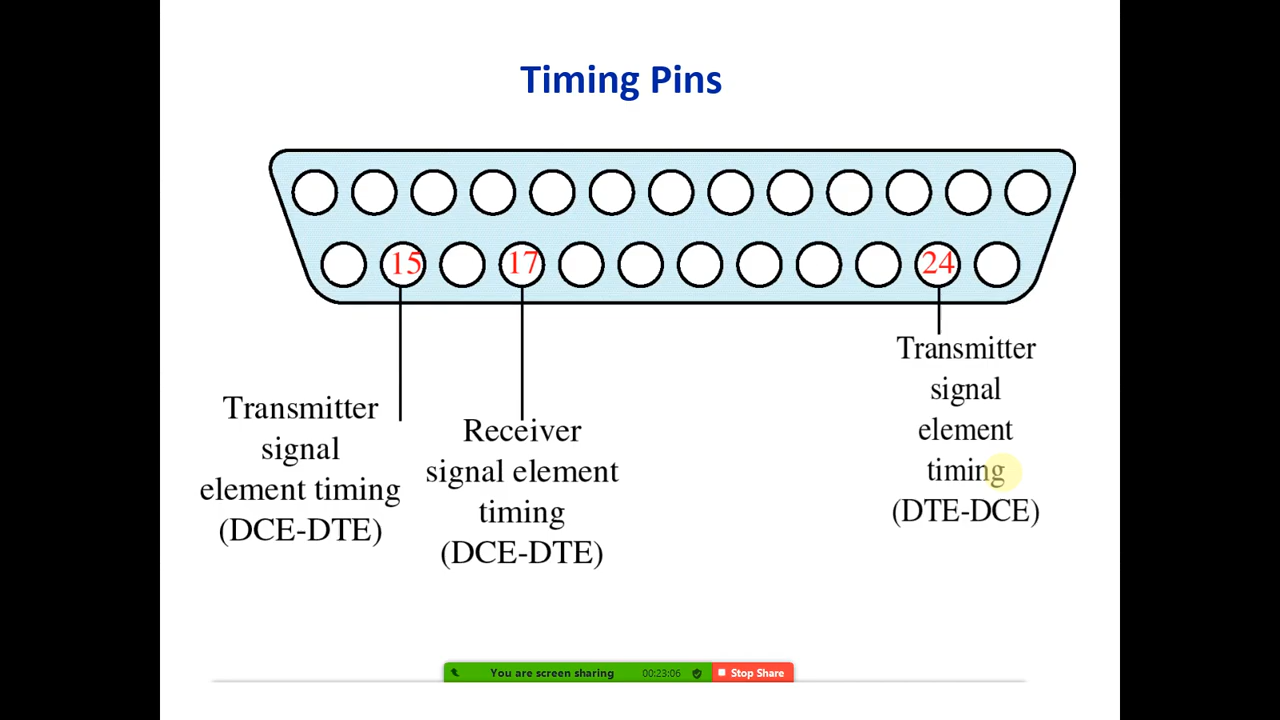 Timing Pins
15 17 24
Transmitter
signal
element timing
(DCE-DTE)
Receiver
signal element
timing
(DCE-DTE)
Transmitter
signal
element
timing
(DTE-DCE)
You are screen sharing 00:23:06 Stop Share